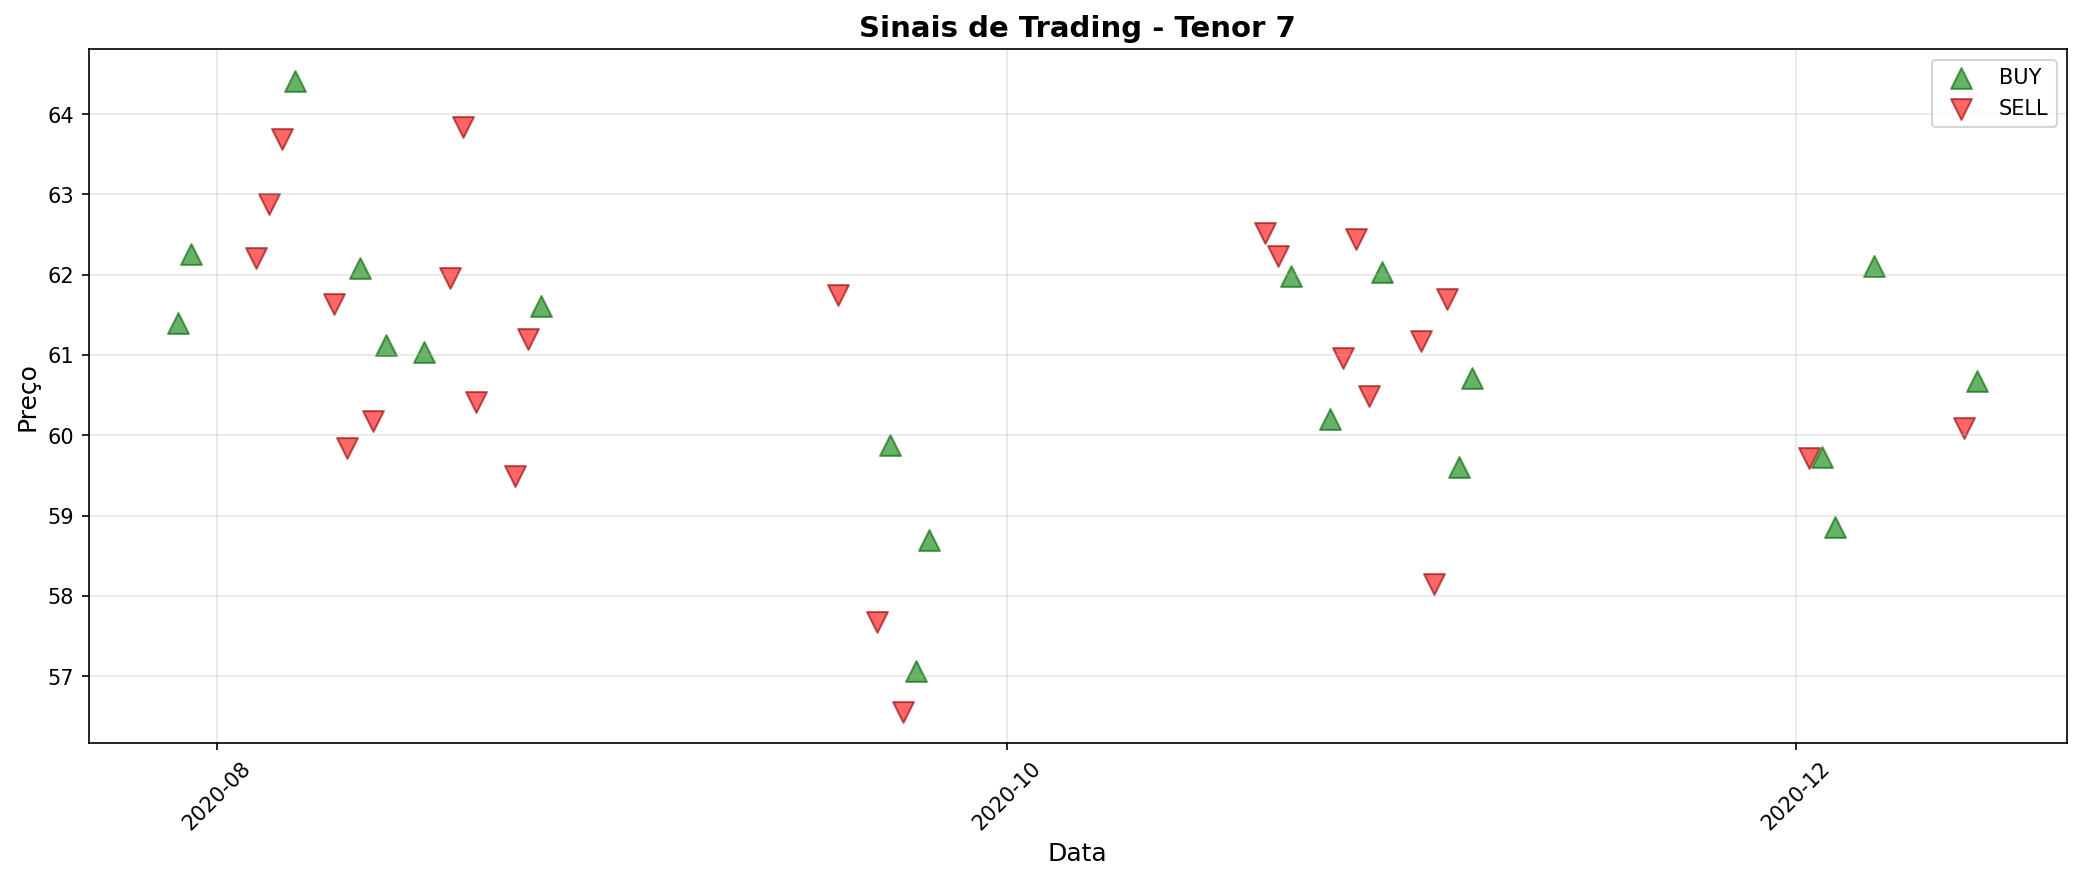 Sinais de Trading - Tenor 7
BUY
SELL
64
63
62
61
60
59
58
57
Preço
2020-08
2020-10
2020-12
Data